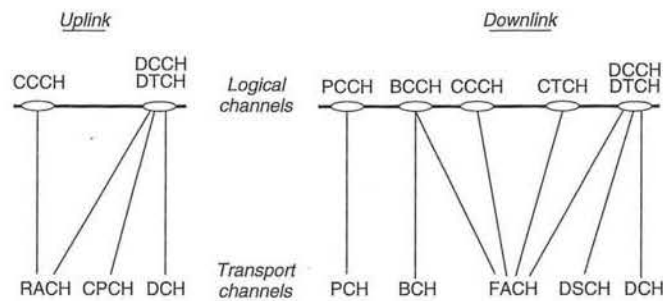 Uplink
Downlink
DCCH
DTCH
CCCH
Logical
channels
PCCH BCCH CCCH CTCH
DCCH
DTCH
RACH CPCH DCH
Transport
channels
PCH BCH FACH DSCH DCH